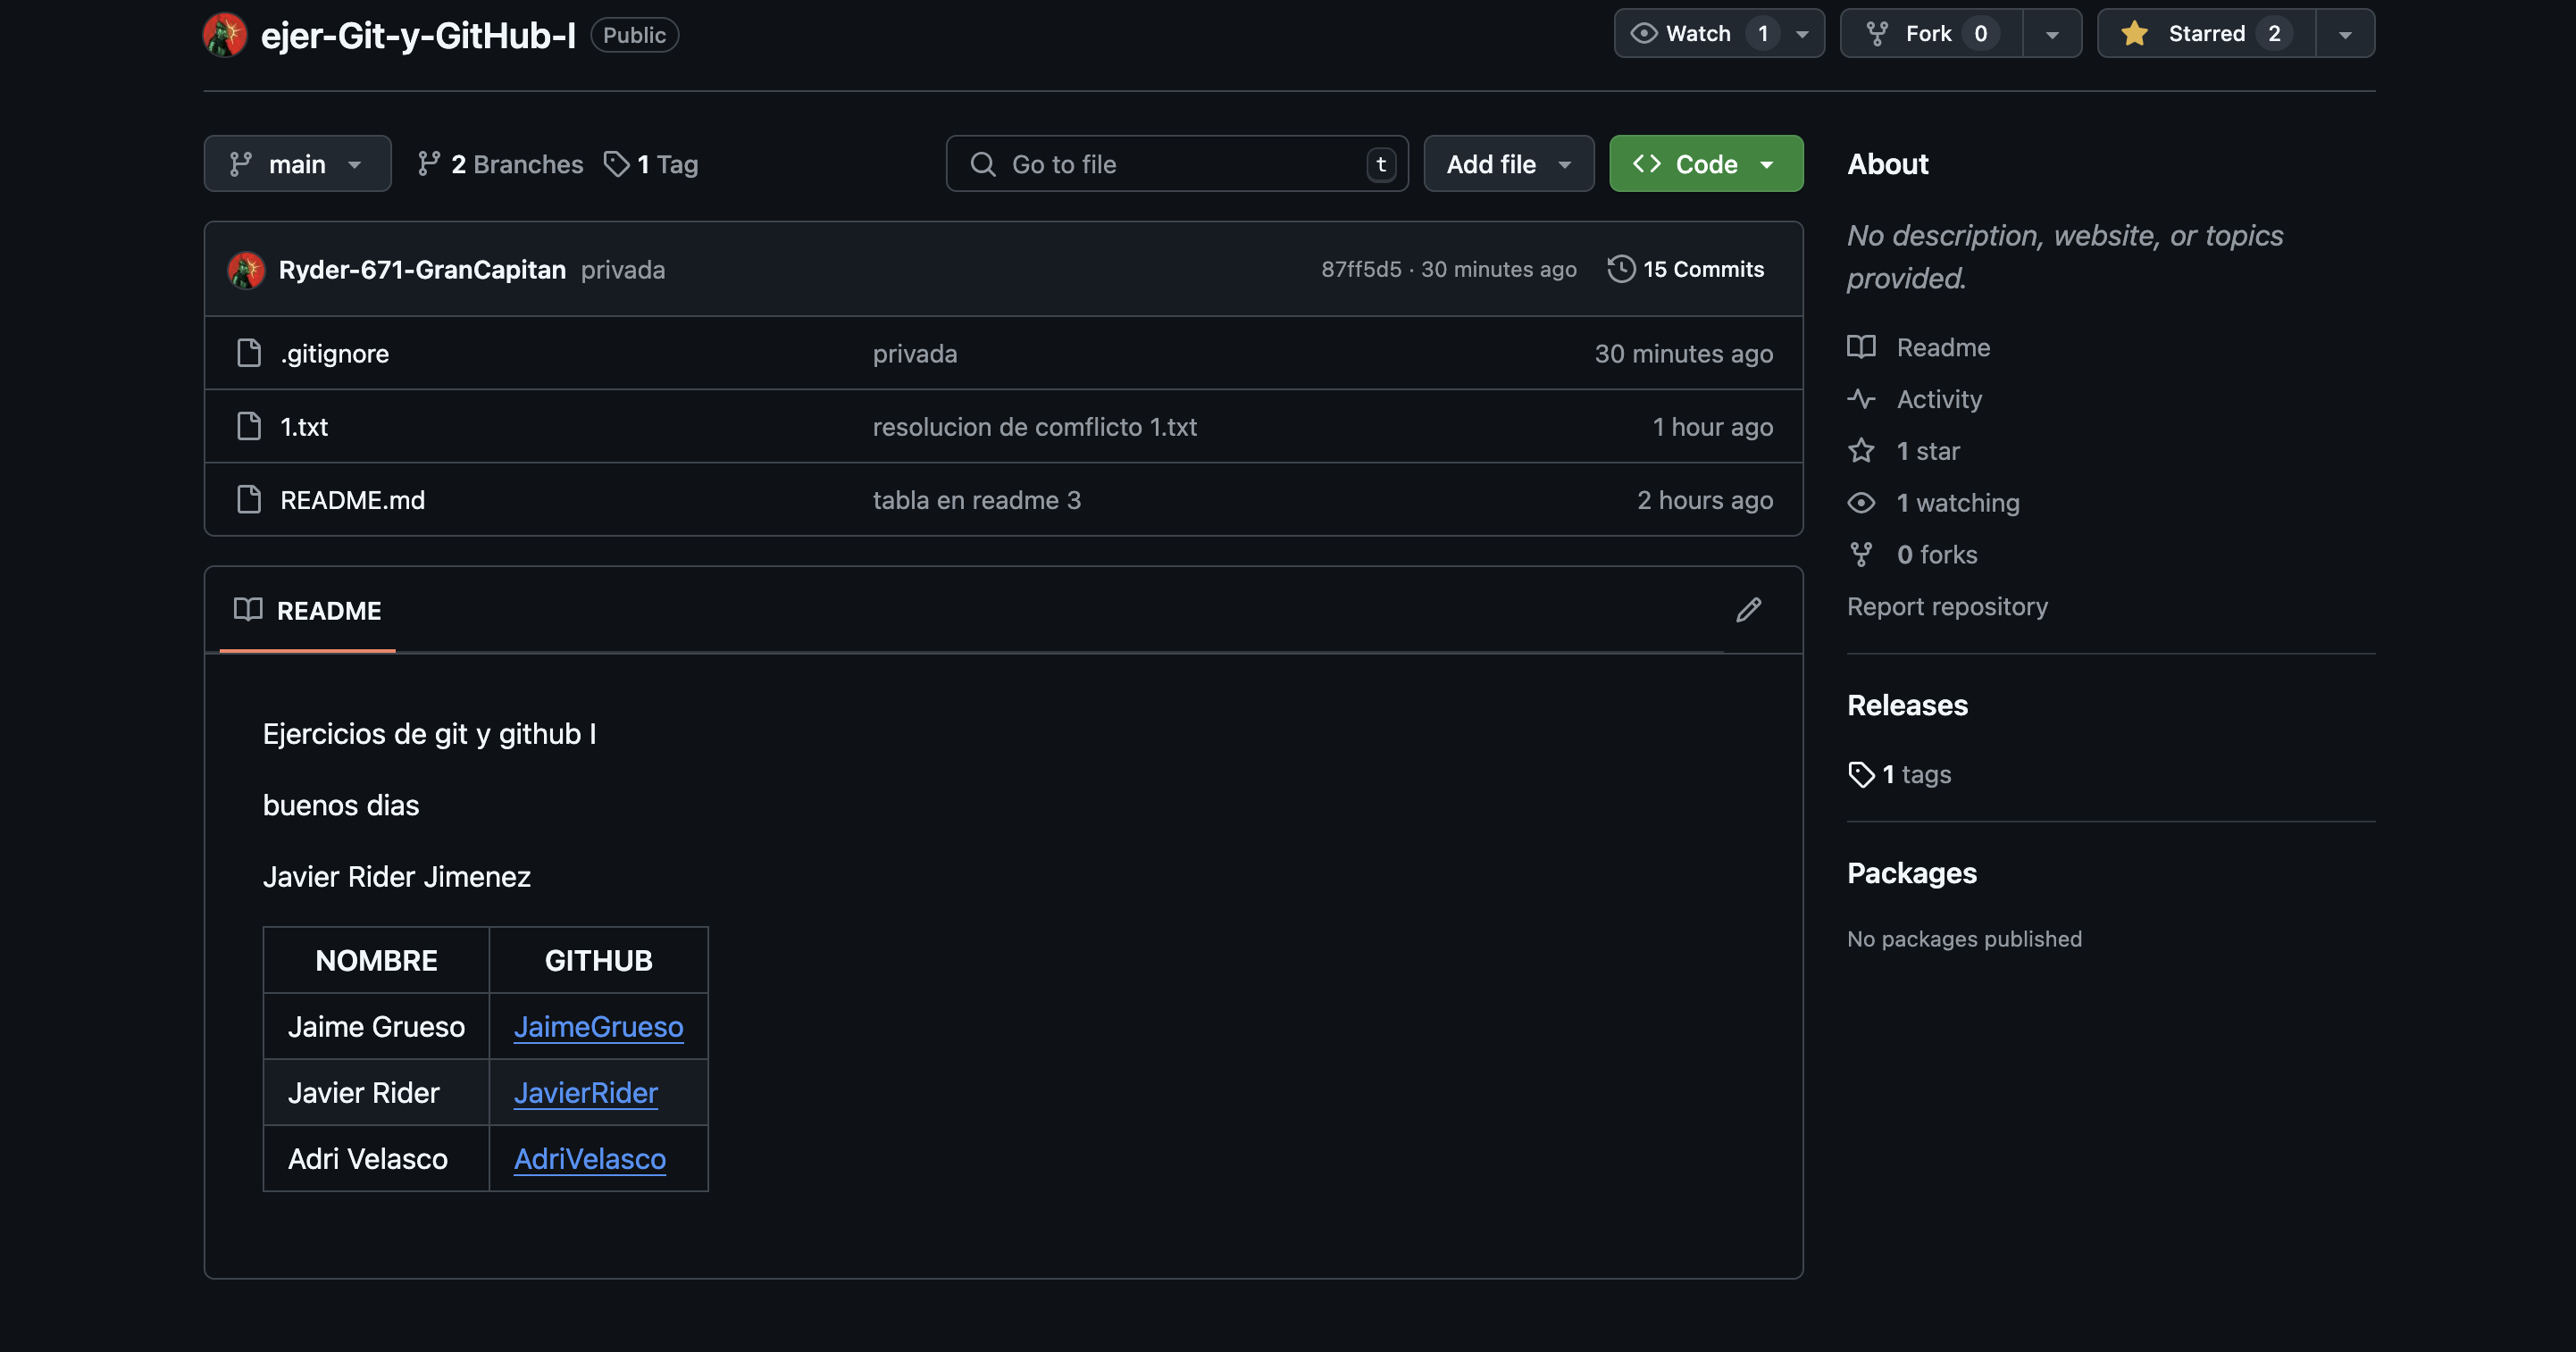 ejer-Git-y-GitHub-I Public
Watch 1
Fork 0
Starred 2
main
2 Branches
1 Tag
Go to file t
Add file
Code
Ryder-671-GranCapitan privada 87ff5d5 · 30 minutes ago 15 Commits
.gitignore privada 30 minutes ago
1.txt resolucion de comflicto 1.txt 1 hour ago
README.md tabla en readme 3 2 hours ago
README
Ejercicios de git y github I
buenos dias
Javier Rider Jimenez
NOMBRE GITHUB
Jaime Grueso JaimeGrueso
Javier Rider JavierRider
Adri Velasco AdriVelasco
About
No description, website, or topics
provided.
Readme
Activity
1 star
1 watching
0 forks
Report repository
Releases
1 tags
Packages
No packages published